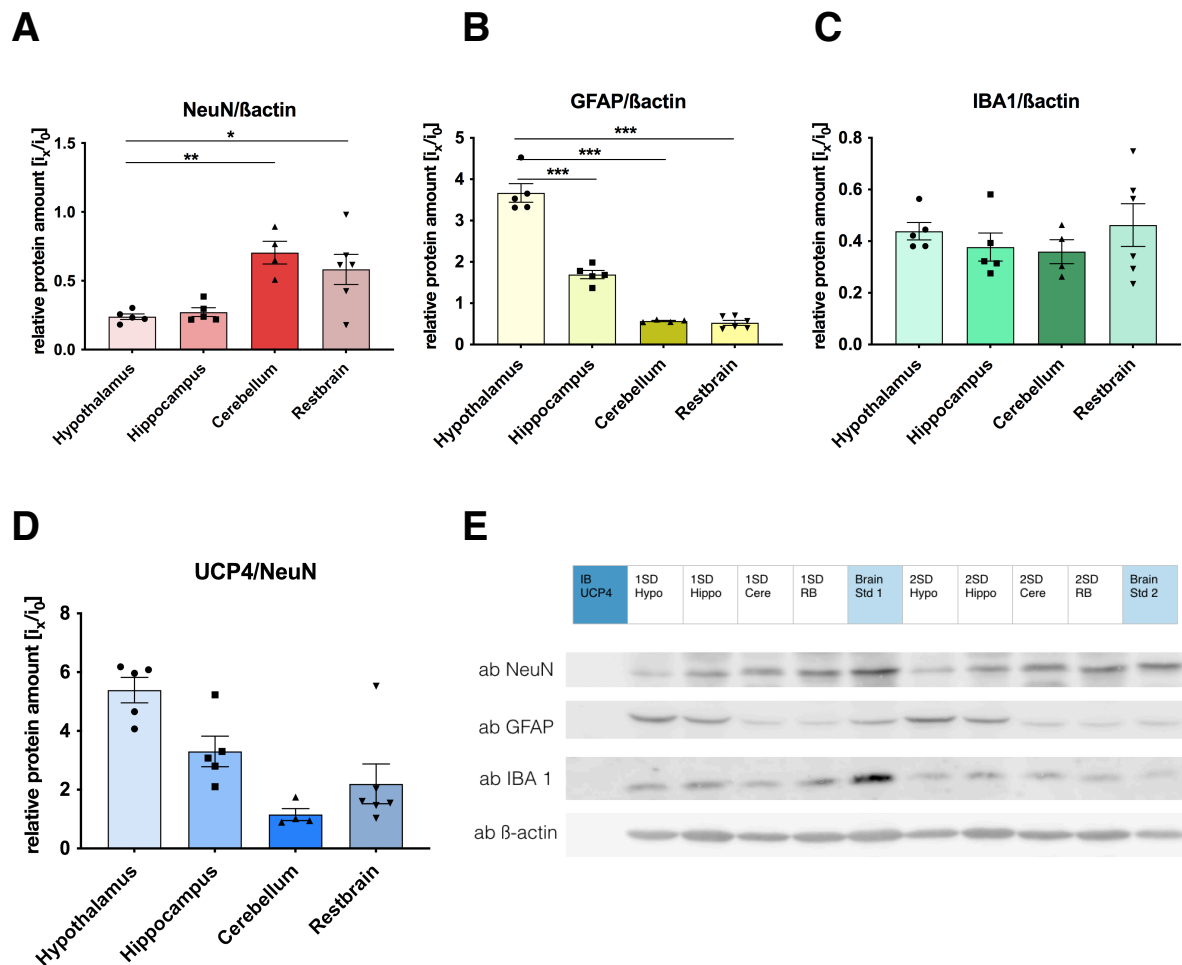 A
NeuN/ßactin
relative protein amount [ix/i0]
1.5
1.0
0.5
0.0
*
**
Hypothalamus
Hippocampus
Cerebellum
Restbrain
B
GFAP/ßactin
relative protein amount [ix/i0]
5
4
3
2
1
0
***
***
***
Hypothalamus
Hippocampus
Cerebellum
Restbrain
C
IBA1/ßactin
relative protein amount [ix/i0]
0.8
0.6
0.4
0.2
0.0
Hypothalamus
Hippocampus
Cerebellum
Restbrain
D
UCP4/NeuN
relative protein amount [ix/i0]
8
6
4
2
0
Hypothalamus
Hippocampus
Cerebellum
Restbrain
E
IB
UCP4
1SD
Hypo
1SD
Hippo
1SD
Cere
1SD
RB
Brain
Std 1
2SD
Hypo
2SD
Hippo
2SD
Cere
2SD
RB
Brain
Std 2
ab NeuN
ab GFAP
ab IBA 1
ab ß-actin